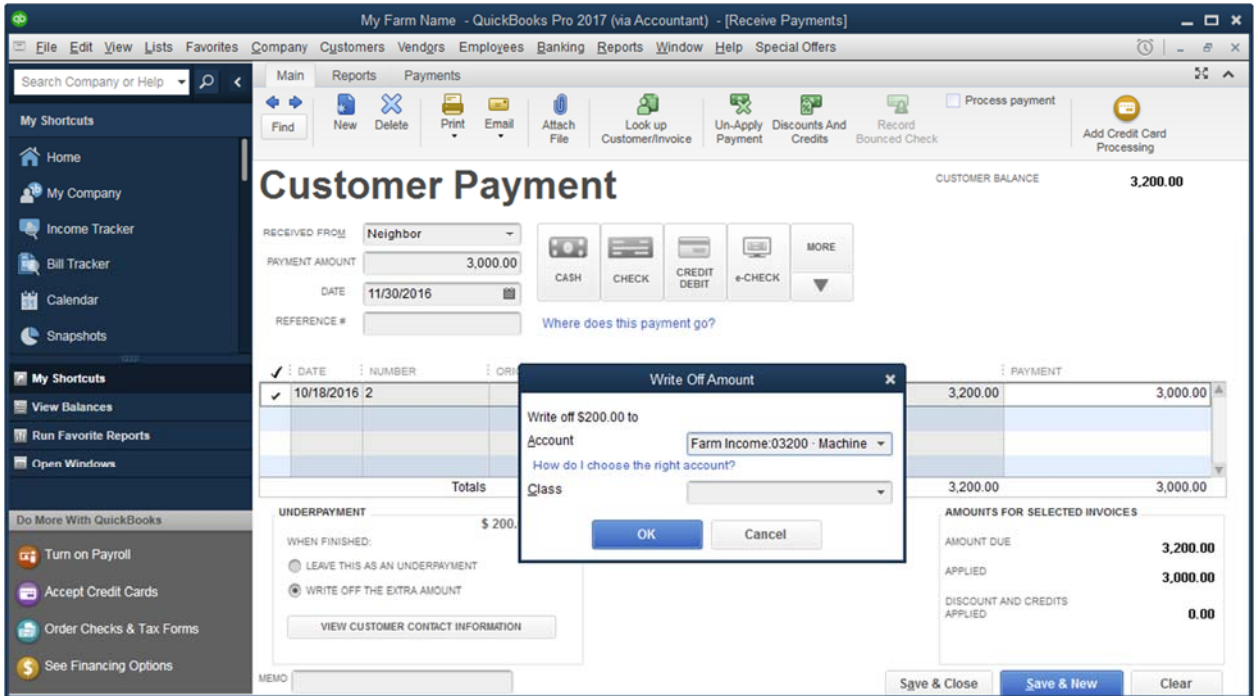 qb
My Farm Name - QuickBooks Pro 2017 (via Accountant) - [Receive Payments]
File Edit View Lists Favorites Company Customers Vendors Employees Banking Reports Window Help Special Offers
Search Company or Help
Main Reports Payments
My Shortcuts
Home
My Company
Income Tracker
Bill Tracker
Calendar
Snapshots
My Shortcuts
View Balances
Run Favorite Reports
Open Windows
Do More With QuickBooks
Turn on Payroll
Accept Credit Cards
Order Checks & Tax Forms
See Financing Options
Find
New
Delete
Print
Email
Attach
File
Look up
Customer/Invoice
Un-Apply
Payment
Discounts And
Credits
Record
Bounced Check
Process payment
Add Credit Card
Processing
Customer Payment
CUSTOMER BALANCE 3,200.00
RECEIVED FROM Neighbor
PAYMENT AMOUNT 3,000.00
DATE 11/30/2016
REFERENCE #
CASH
CHECK
CREDIT
DEBIT
e-CHECK
MORE
Where does this payment go?
DATE NUMBER ORI PAYMENT
10/18/2016 2 3,200.00 3,000.00
Totals 3,200.00 3,000.00
Write Off Amount
Write off $200.00 to
Account Farm Income:03200 · Machine
How do I choose the right account?
Class
OK Cancel
UNDERPAYMENT $ 200.
WHEN FINISHED:
LEAVE THIS AS AN UNDERPAYMENT
WRITE OFF THE EXTRA AMOUNT
VIEW CUSTOMER CONTACT INFORMATION
AMOUNTS FOR SELECTED INVOICES
AMOUNT DUE 3,200.00
APPLIED 3,000.00
DISCOUNT AND CREDITS
APPLIED 0.00
MEMO
Save & Close Save & New Clear